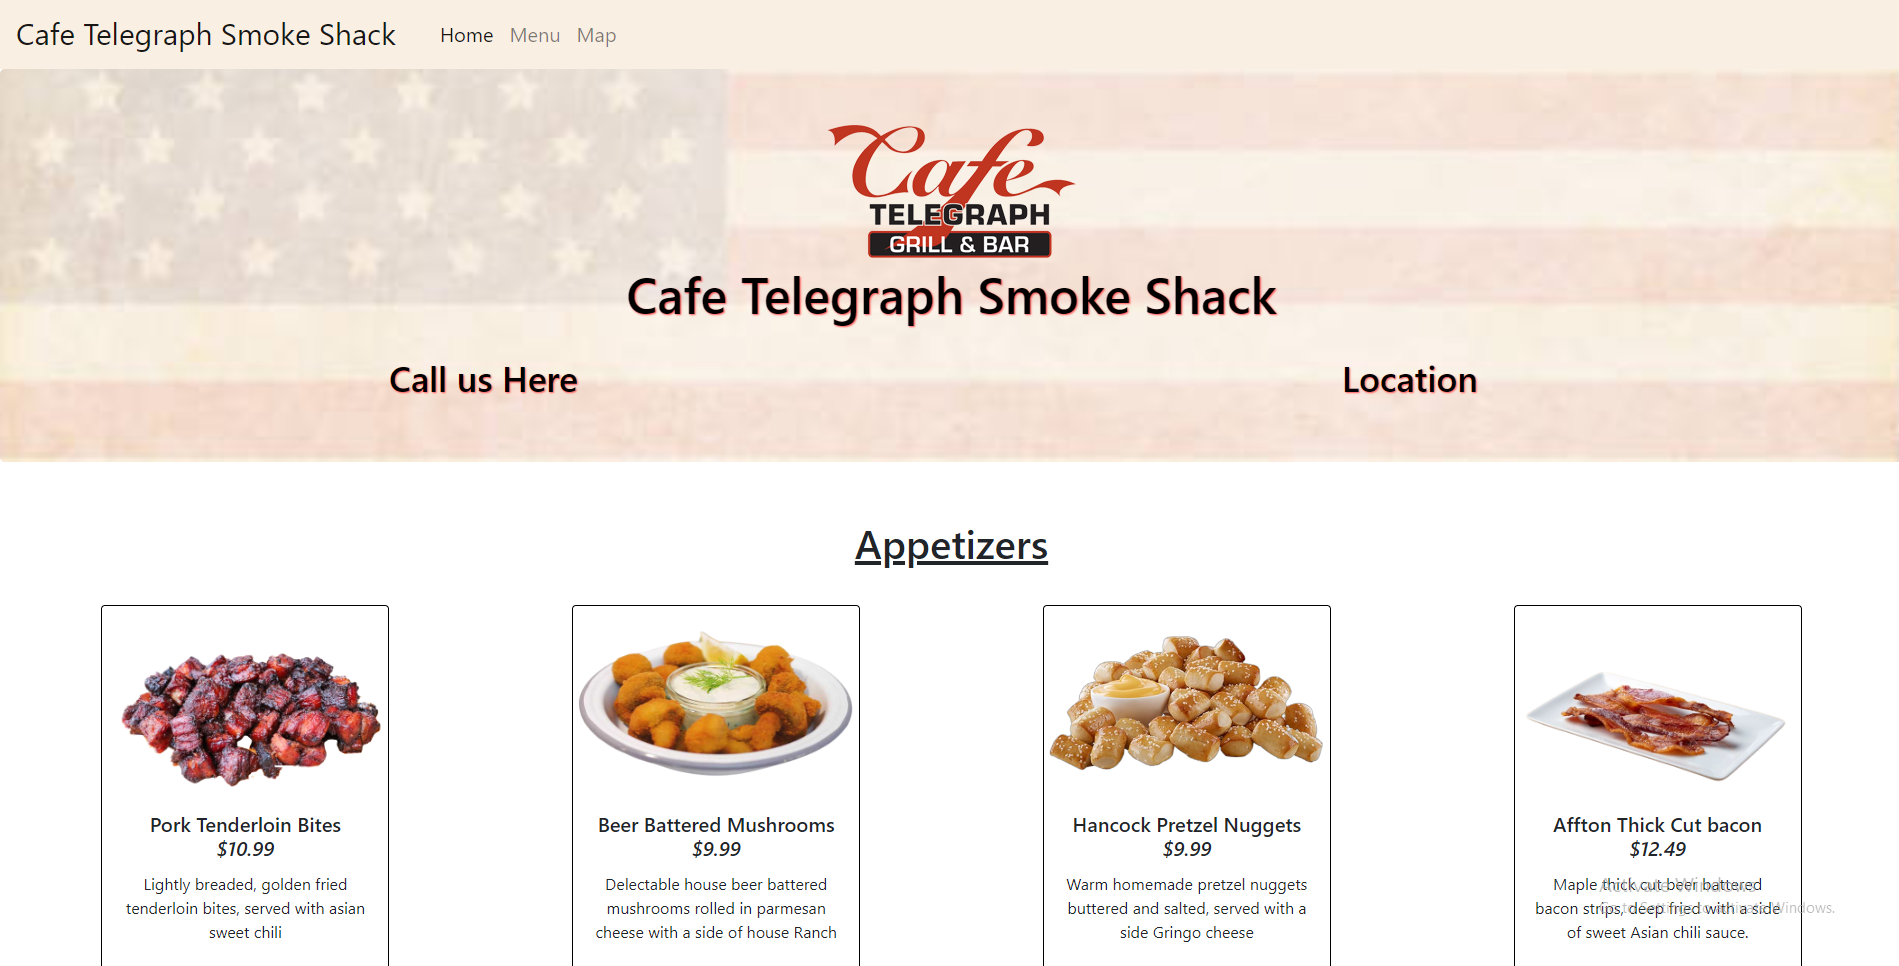 Cafe Telegraph Smoke Shack Home Menu Map
Cafe
TELEGRAPH
GRILL & BAR
Cafe Telegraph Smoke Shack
Call us Here Location
Appetizers
Pork Tenderloin Bites
$10.99
Lightly breaded, golden fried
tenderloin bites, served with asian
sweet chili
Beer Battered Mushrooms
$9.99
Delectable house beer battered
mushrooms rolled in parmesan
cheese with a side of house Ranch
Hancock Pretzel Nuggets
$9.99
Warm homemade pretzel nuggets
buttered and salted, served with a
side Gringo cheese
Affton Thick Cut bacon
$12.49
Maple thick cut beer battered
bacon strips, deep fried with a side
of sweet Asian chili sauce.
Activate Windows
Go to Settings to activate Windows.